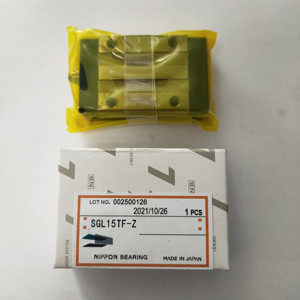 LOT NO. 002500126
2021/10/26 1 PCS
SGL15TF-Z
NIPPON BEARING MADE IN JAPAN